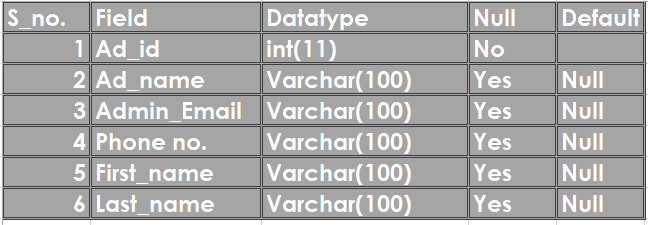 S_no. Field Datatype Null Default
1 Ad_id int(11) No
2 Ad_name Varchar(100) Yes Null
3 Admin_Email Varchar(100) Yes Null
4 Phone no. Varchar(100) Yes Null
5 First_name Varchar(100) Yes Null
6 Last_name Varchar(100) Yes Null